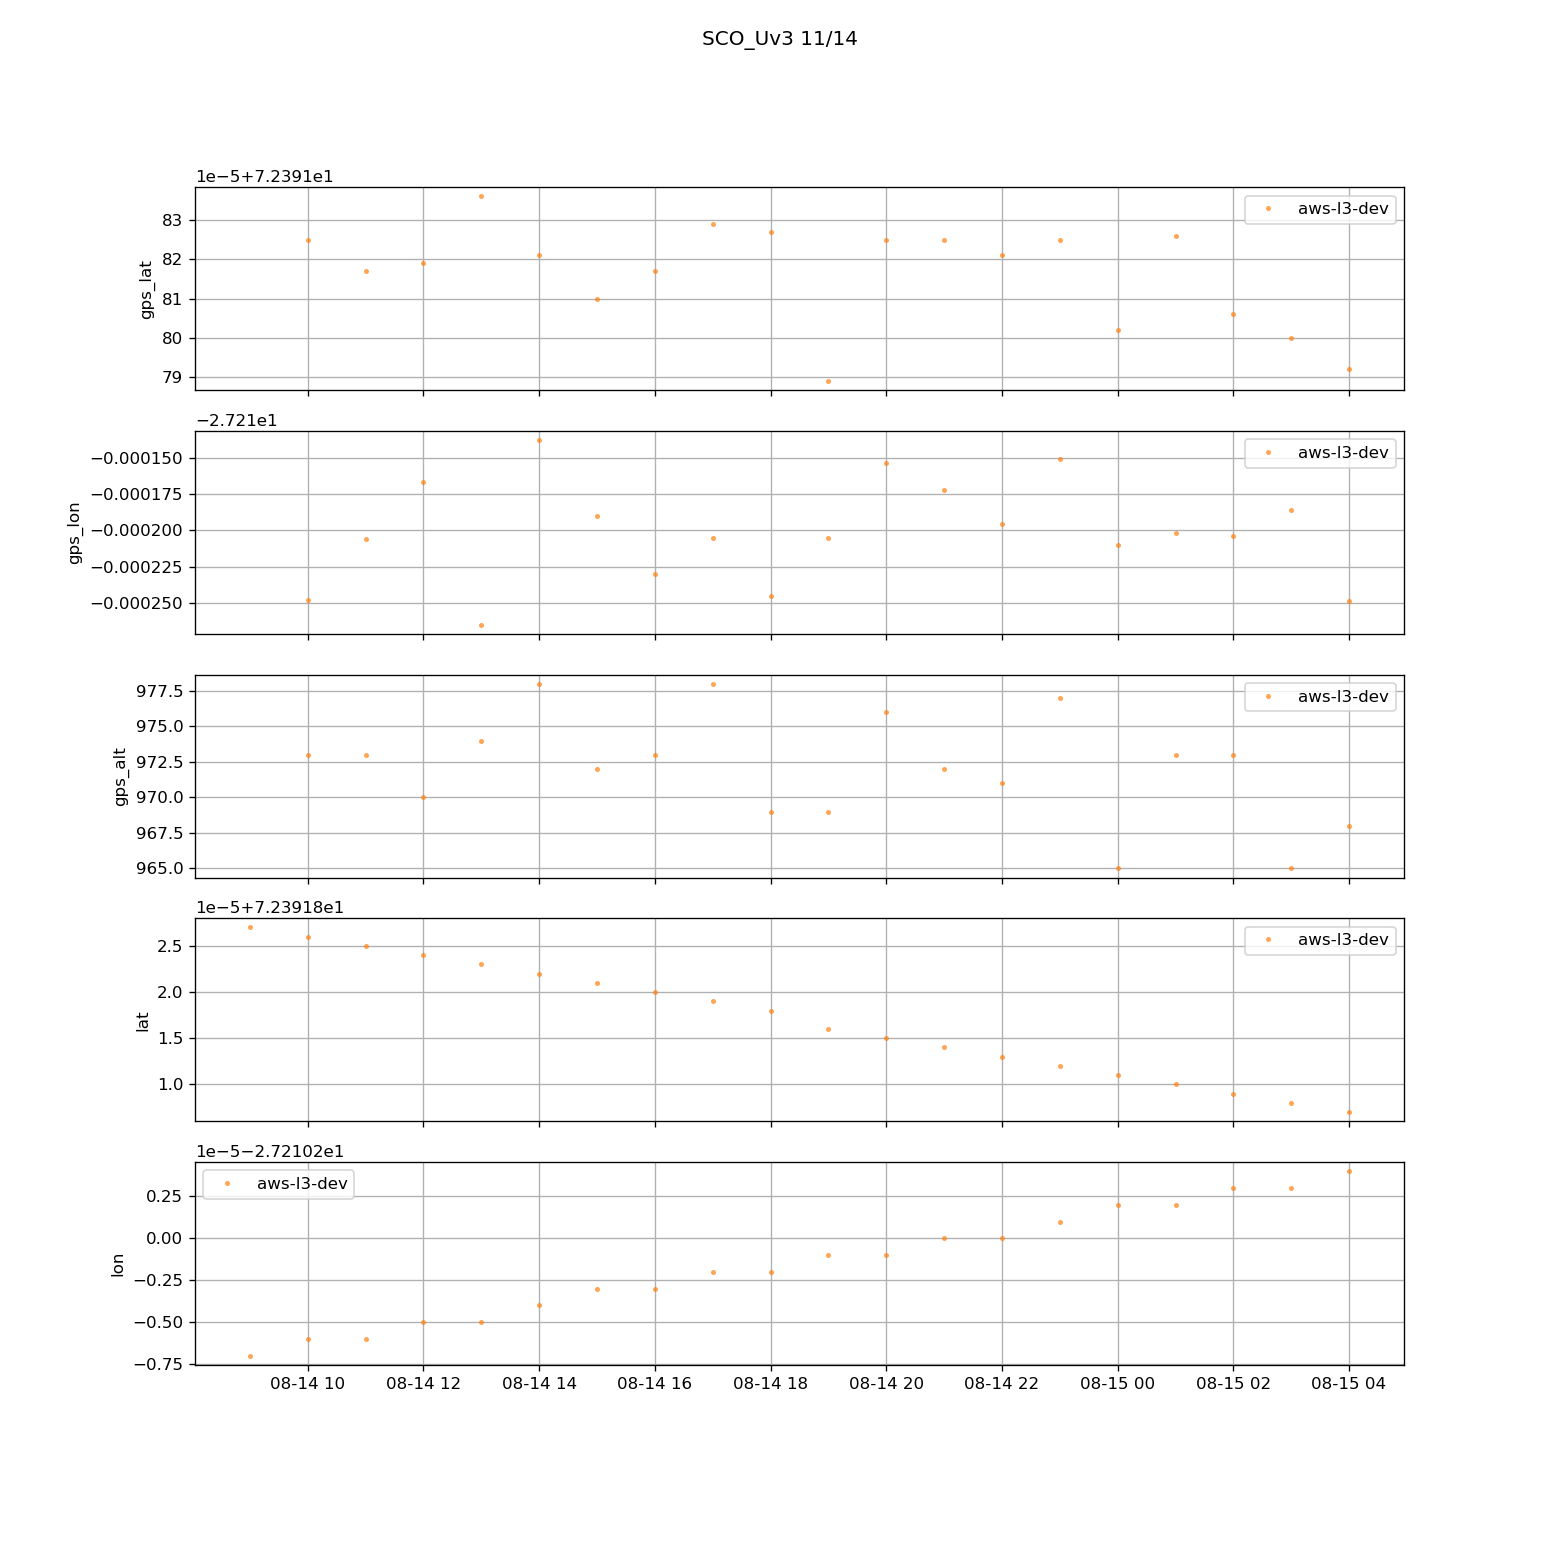 SCO_Uv3 11/14
1e−5+7.2391e1
83
82
81
80
79
gps_lat
aws-l3-dev
−2.721e1
−0.000150
−0.000175
−0.000200
−0.000225
−0.000250
gps_lon
aws-l3-dev
977.5
975.0
972.5
970.0
967.5
965.0
gps_alt
aws-l3-dev
1e−5+7.23918e1
2.5
2.0
1.5
1.0
lat
aws-l3-dev
1e−5−2.72102e1
0.25
0.00
−0.25
−0.50
−0.75
lon
aws-l3-dev
08-14 10 08-14 12 08-14 14 08-14 16 08-14 18 08-14 20 08-14 22 08-15 00 08-15 02 08-15 04